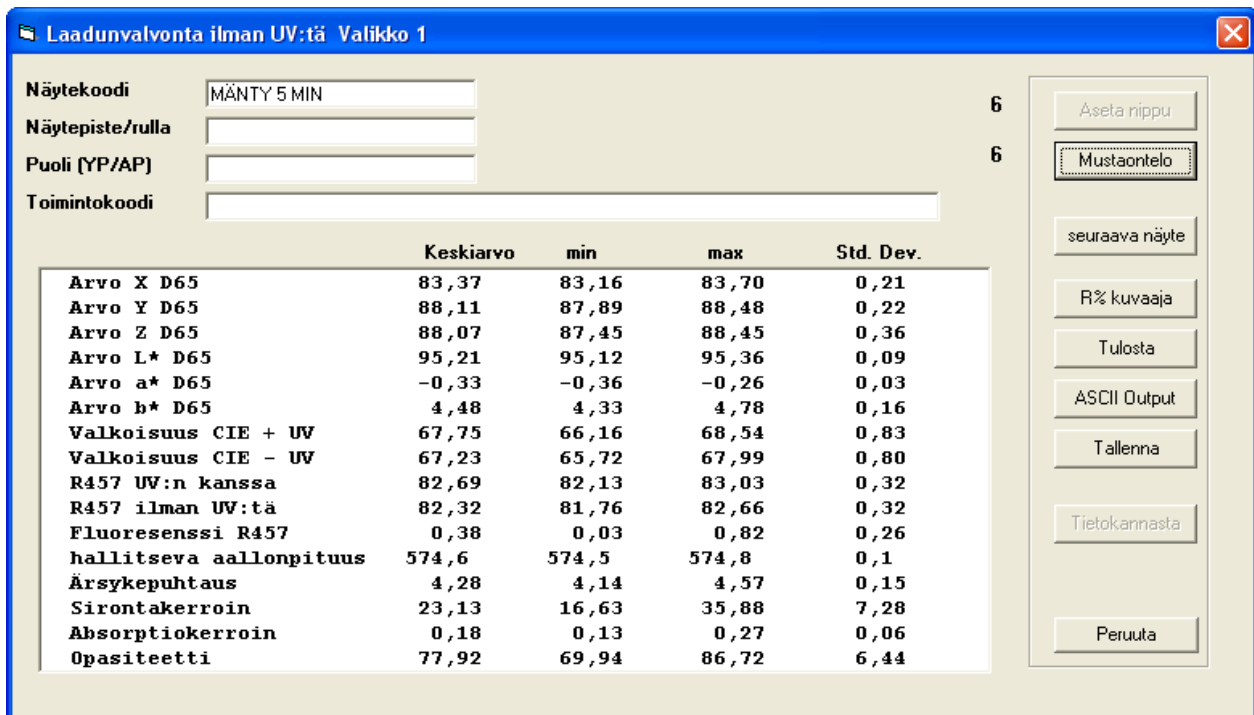 Laadunvalvonta ilman UV:tä Valikko 1
Näytekoodi MÄNTY 5 MIN 6 Aseta nippu
Näytepiste/rulla
Puoli (YP/AP) 6 Mustaontelo
Toimintokoodi
seuraava näyte
Keskiarvo min max Std. Dev.
Arvo X D65 83,37 83,16 83,70 0,21
Arvo Y D65 88,11 87,89 88,48 0,22 R% kuvaaja
Arvo Z D65 88,07 87,45 88,45 0,36
Arvo L* D65 95,21 95,12 95,36 0,09 Tulosta
Arvo a* D65 -0,33 -0,36 -0,26 0,03
Arvo b* D65 4,48 4,33 4,78 0,16 ASCII Output
Valkoisuus CIE + UV 67,75 66,16 68,54 0,83
Valkoisuus CIE - UV 67,23 65,72 67,99 0,80 Tallenna
R457 UV:n kanssa 82,69 82,13 83,03 0,32
R457 ilman UV:tä 82,32 81,76 82,66 0,32
Fluoresenssi R457 0,38 0,03 0,82 0,26 Tietokannasta
hallitseva aallonpituus 574,6 574,5 574,8 0,1
Ärsykepuhtaus 4,28 4,14 4,57 0,15
Sirontakerroin 23,13 16,63 35,88 7,28
Absorptiokerroin 0,18 0,13 0,27 0,06 Peruuta
Opasiteetti 77,92 69,94 86,72 6,44